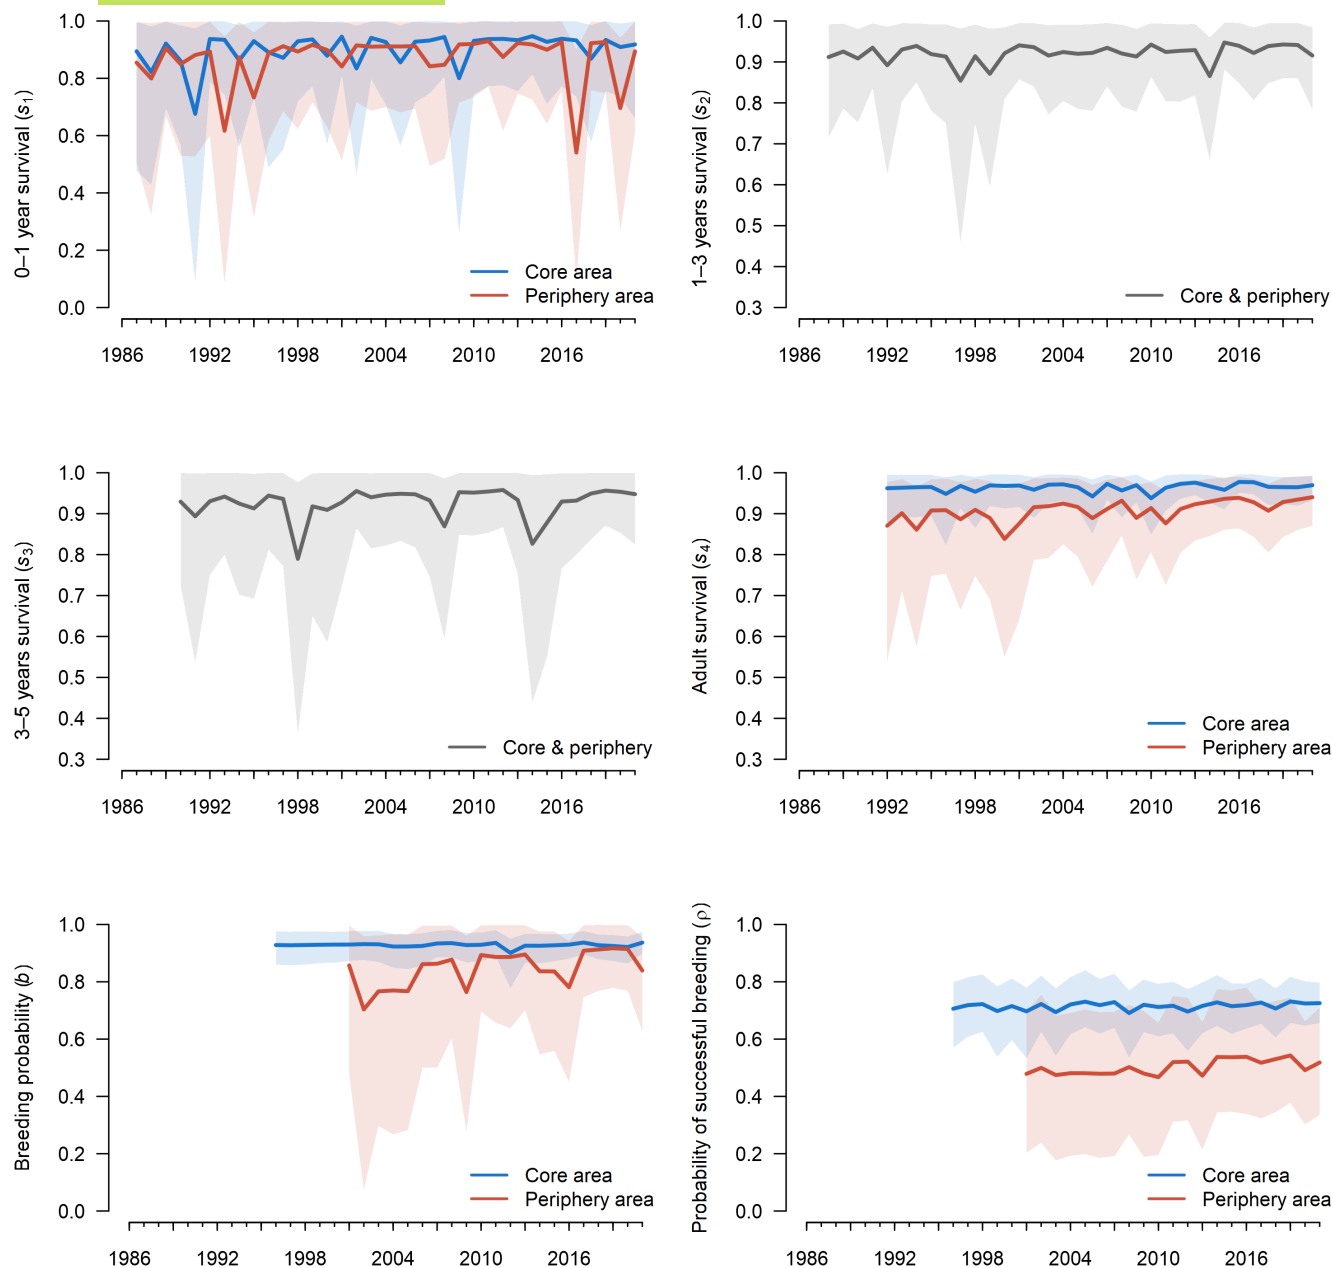 0–1 year survival (s1)
1.0
0.8
0.6
0.4
0.2
0.0
Core area
Periphery area
1986 1992 1998 2004 2010 2016
1–3 years survival (s2)
1.0
0.9
0.8
0.7
0.6
0.5
0.4
0.3
Core & periphery
1986 1992 1998 2004 2010 2016
3–5 years survival (s3)
1.0
0.9
0.8
0.7
0.6
0.5
0.4
0.3
Core & periphery
1986 1992 1998 2004 2010 2016
Adult survival (s4)
1.0
0.9
0.8
0.7
0.6
0.5
0.4
0.3
Core area
Periphery area
1986 1992 1998 2004 2010 2016
Breeding probability (b)
1.0
0.8
0.6
0.4
0.2
0.0
Core area
Periphery area
1986 1992 1998 2004 2010 2016
Probability of successful breeding (ρ)
1.0
0.8
0.6
0.4
0.2
0.0
Core area
Periphery area
1986 1992 1998 2004 2010 2016